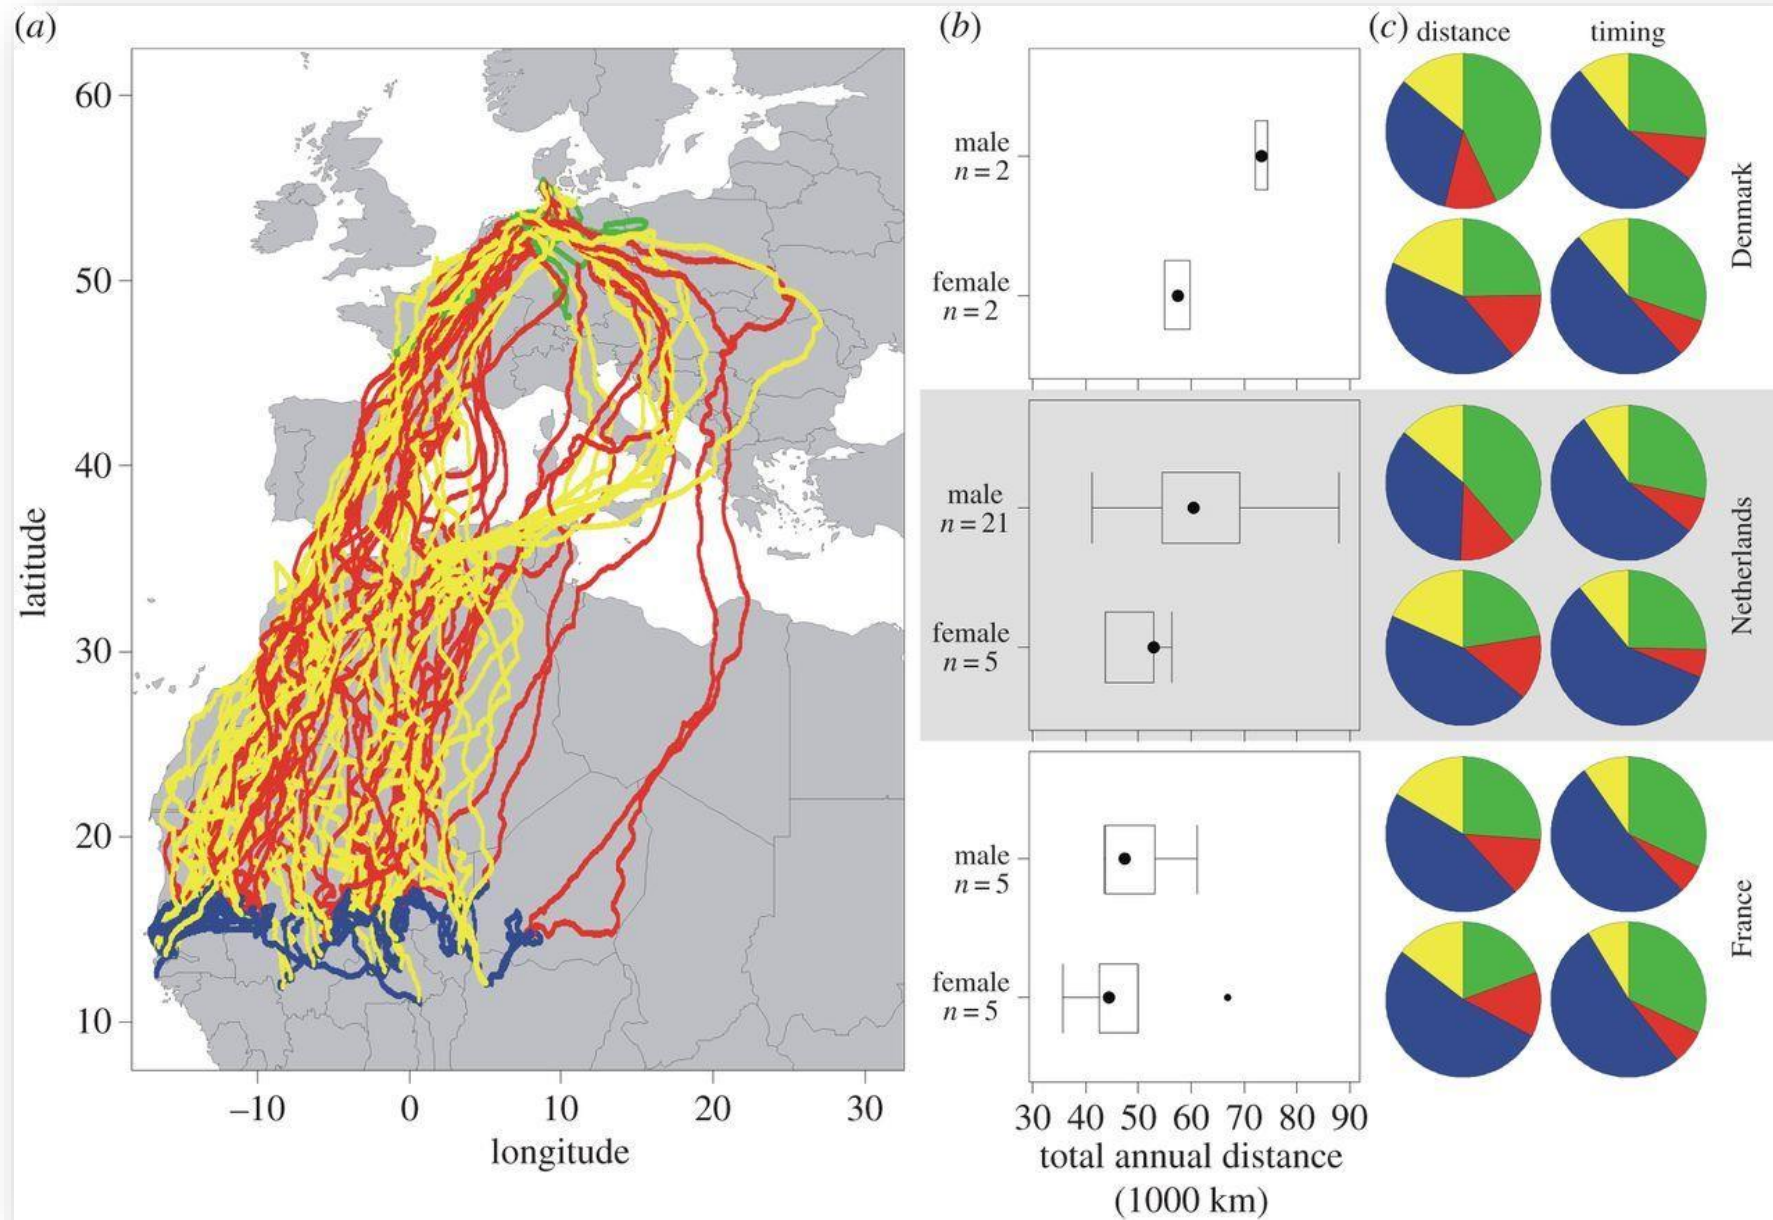 (a)
60
50
40
30
20
10
latitude
−10 0 10 20 30
longitude
(b)
male
n = 2
female
n = 2
male
n = 21
female
n = 5
male
n = 5
female
n = 5
30 40 50 60 70 80 90
total annual distance
(1000 km)
(c) distance timing
Denmark
Netherlands
France